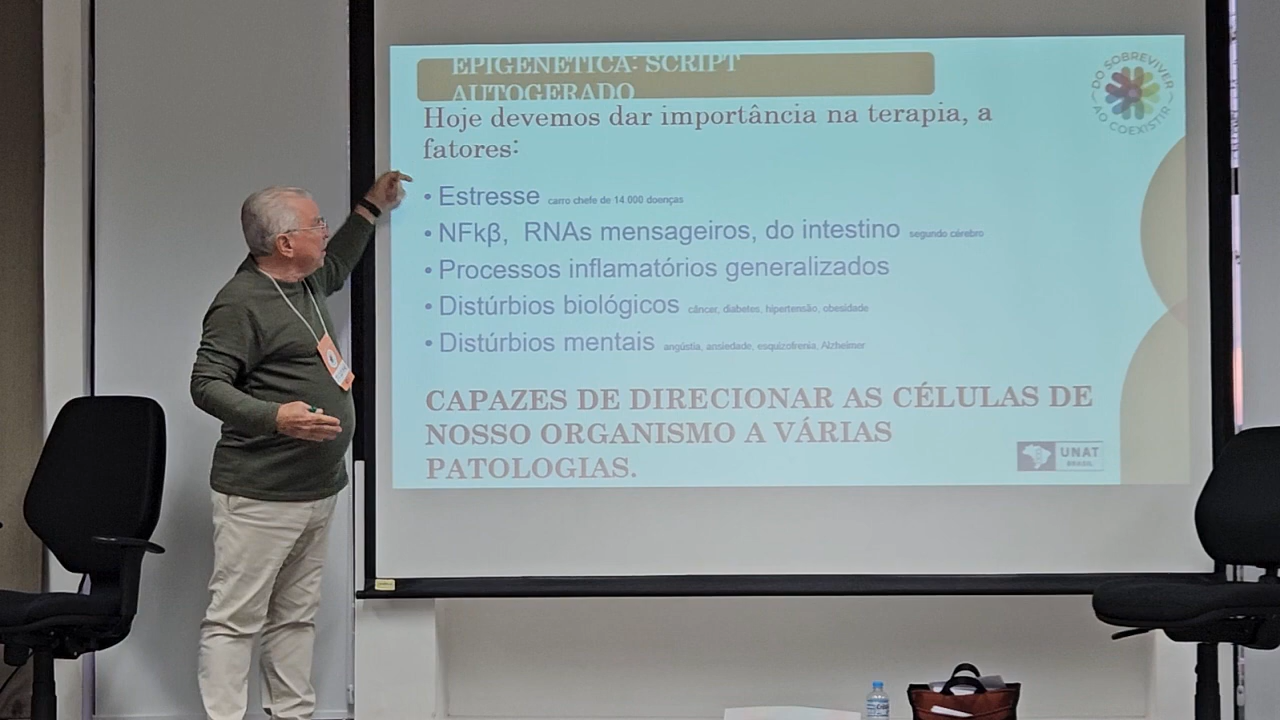 EPIGENÉTICA: SCRIPT
AUTOGERADO
DO SOBREVIVER
AO COEXISTIR
Hoje devemos dar importância na terapia, a
fatores:
• Estresse carro chefe de 14 000 doenças
• NFkβ, RNAs mensageiros, do intestino segundo cérebro
• Processos inflamatórios generalizados
• Distúrbios biológicos câncer, diabetes, hipertensão, obesidade
• Distúrbios mentais angústia, ansiedade, esquizofrenia, Alzheimer
CAPAZES DE DIRECIONAR AS CÉLULAS DE
NOSSO ORGANISMO A VÁRIAS
PATOLOGIAS.
UNAT
BRASIL